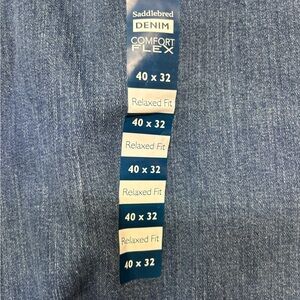 Saddlebred
DENIM
COMFORT
FLEX
40 x 32
Relaxed Fit
40 x 32
Relaxed Fit
40 x 32
Relaxed Fit
40 x 32
Relaxed Fit
40 x 32